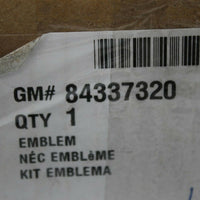 GM# 84337320
QTY 1
EMBLEM
NÉC EMBLèME
KIT EMBLEMA